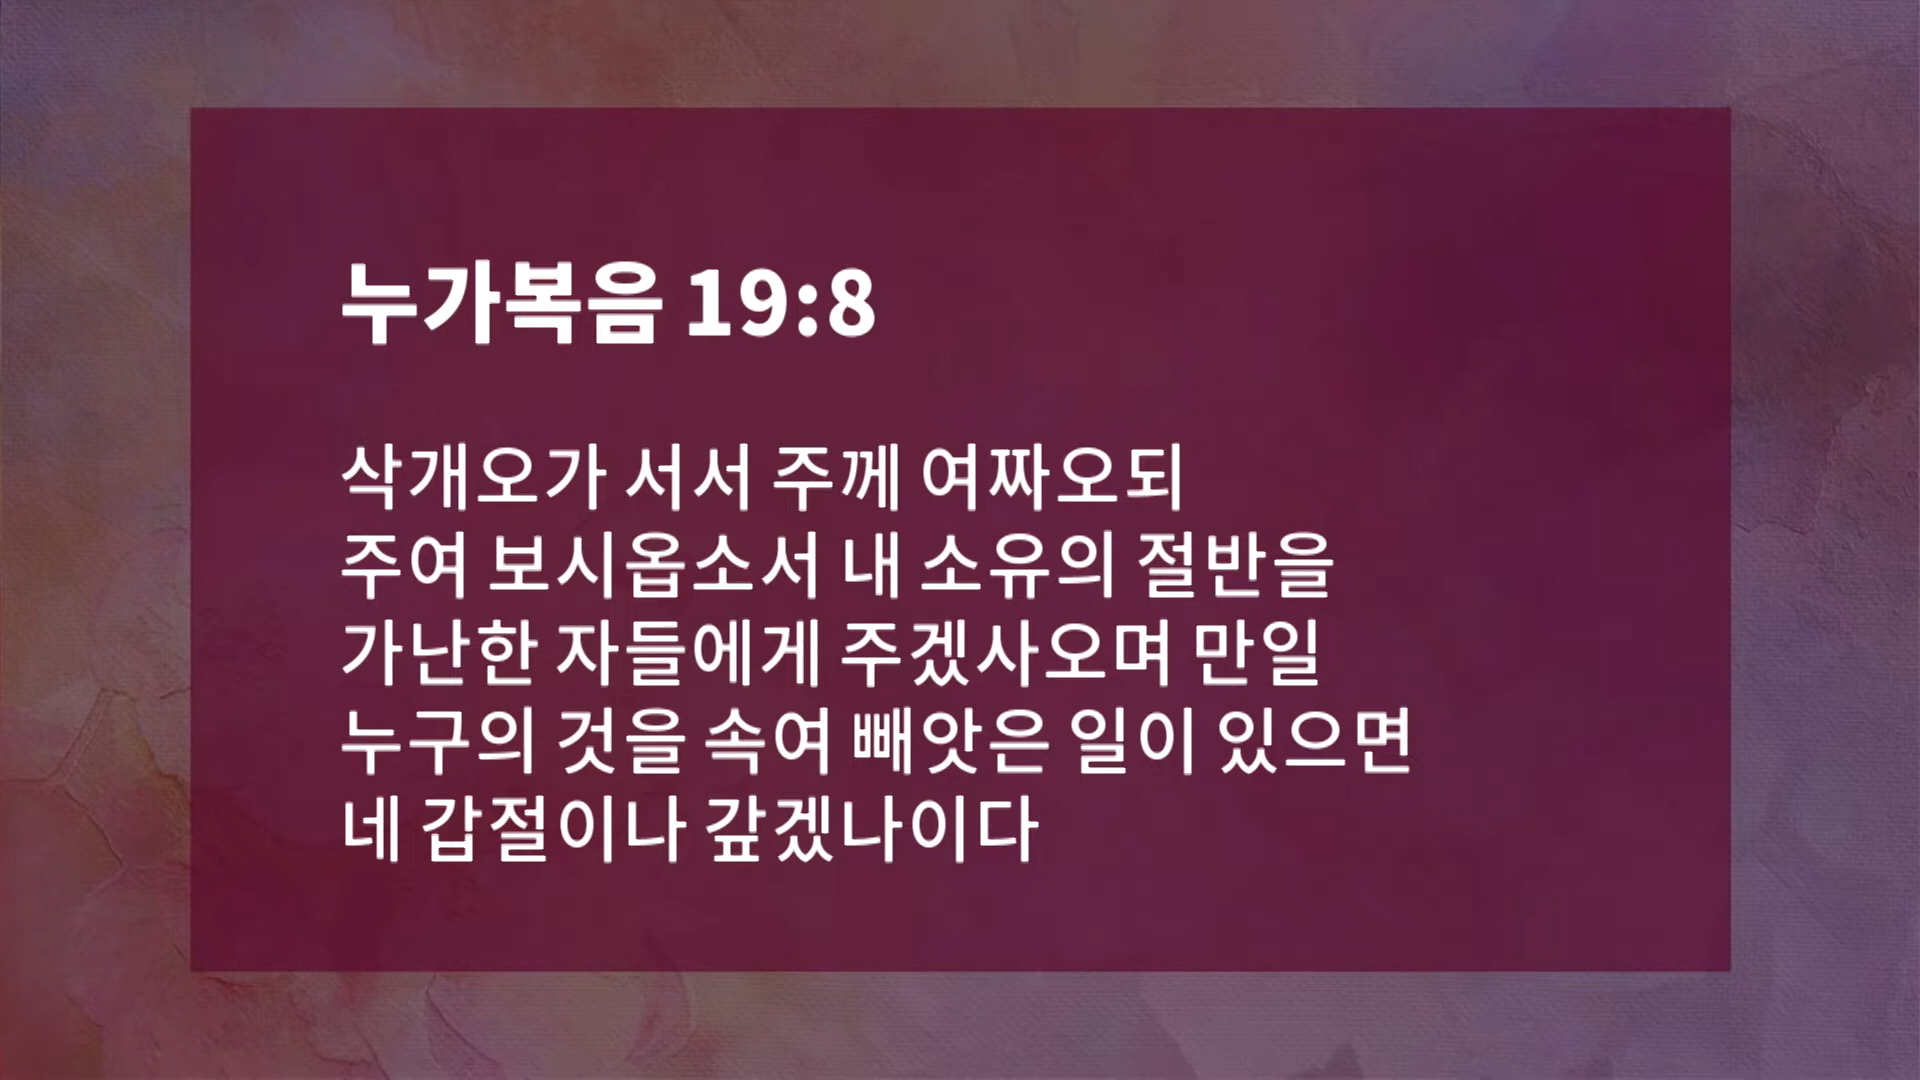 누가복음 19:8
삭개오가 서서 주께 여짜오되
주여 보시옵소서 내 소유의 절반을
가난한 자들에게 주겠사오며 만일
누구의 것을 속여 빼앗은 일이 있으면
네 갑절이나 갚겠나이다